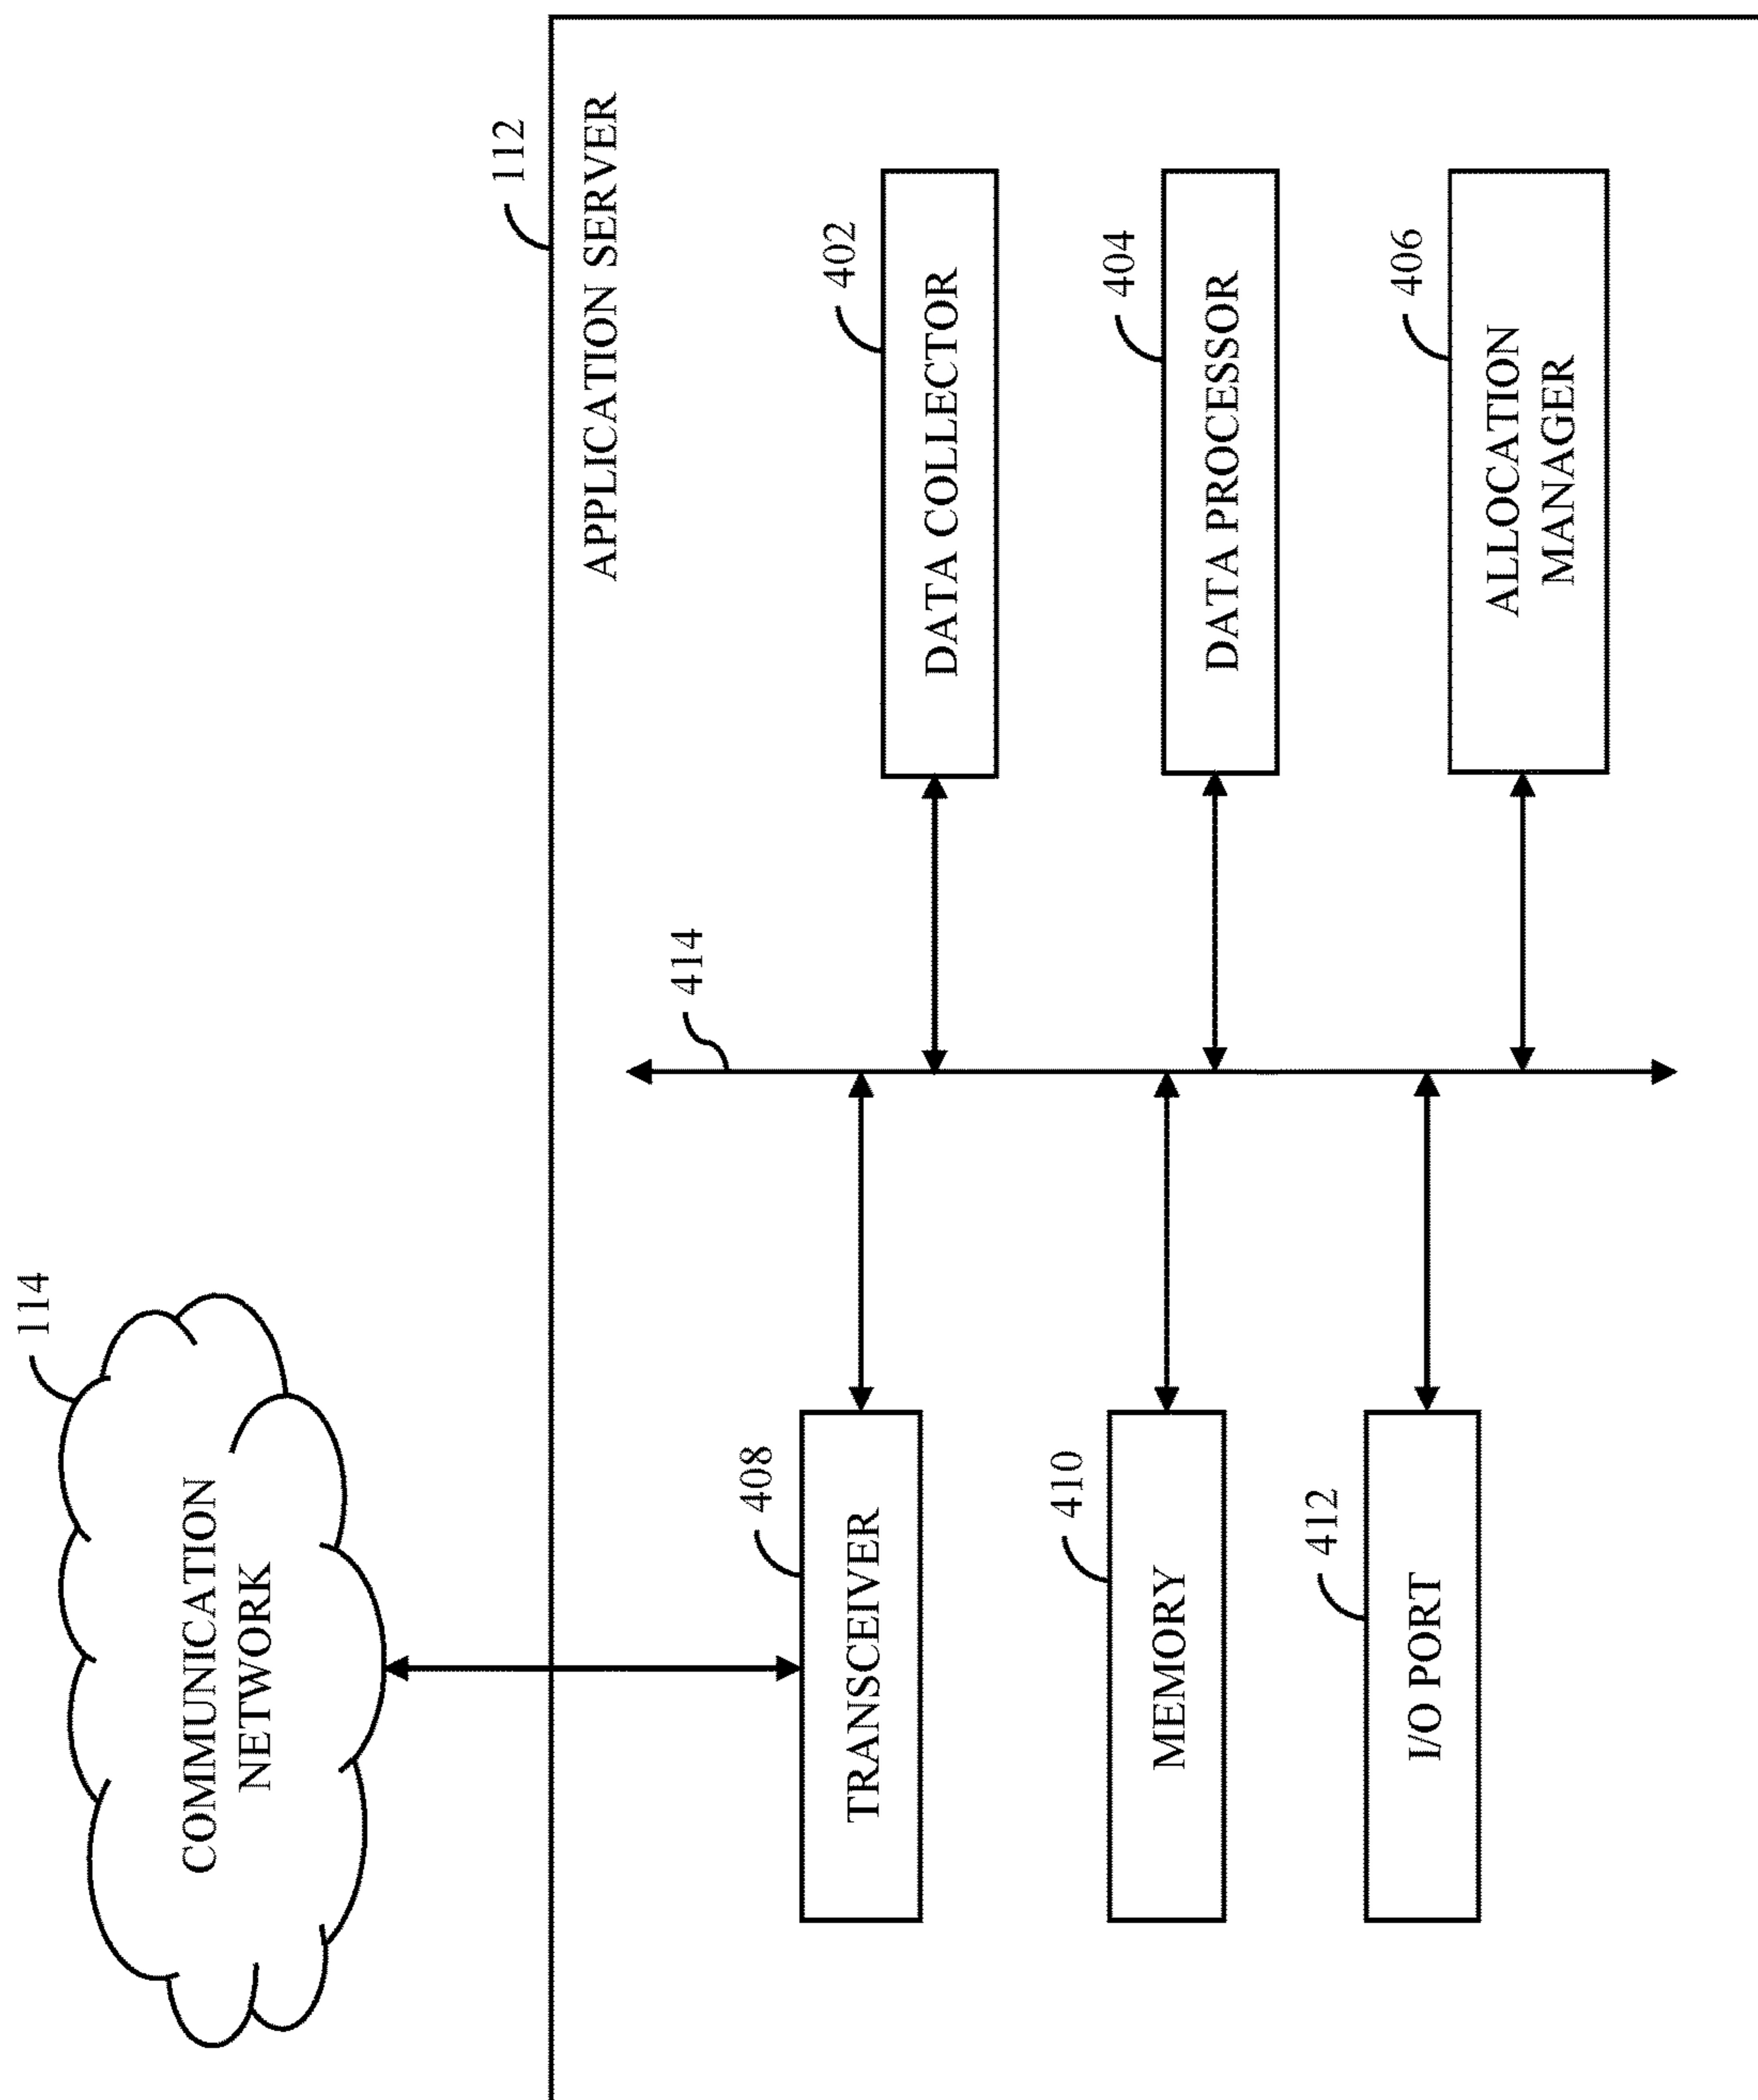 114
COMMUNICATION
NETWORK
112
APPLICATION SERVER
414
408
402
TRANSCEIVER
DATA COLLECTOR
410
404
MEMORY
DATA PROCESSOR
412
406
I/O PORT
ALLOCATION
MANAGER